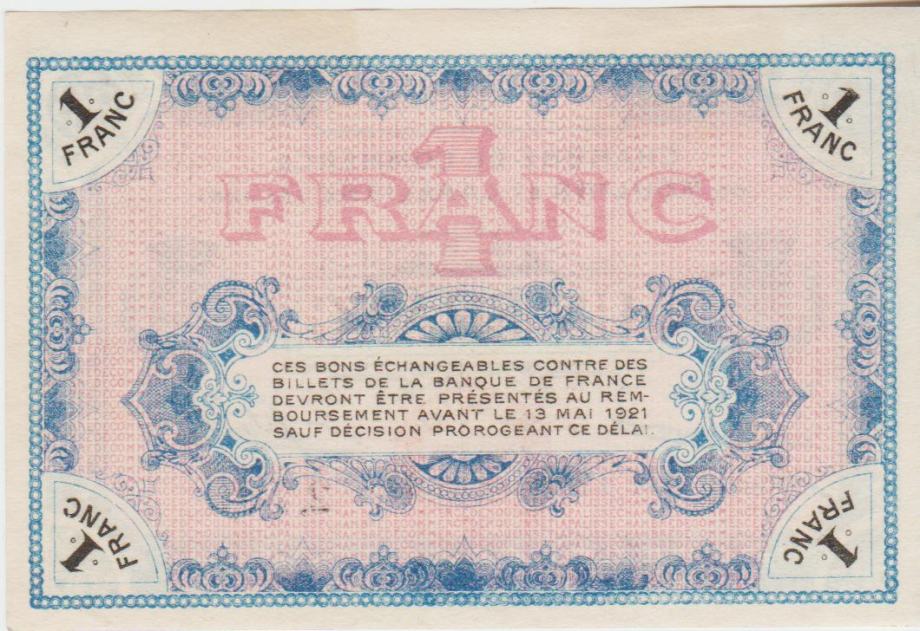 1
FRANC
1
FRANC
1
FRANC
CES BONS ÉCHANGEABLES CONTRE DES
BILLETS DE LA BANQUE DE FRANCE
DEVRONT ÊTRE PRÉSENTÉS AU REM-
BOURSEMENT AVANT LE 13 MAI 1921
SAUF DÉCISION PROROGEANT CE DÉLAI.
1
FRANC
1
FRANC